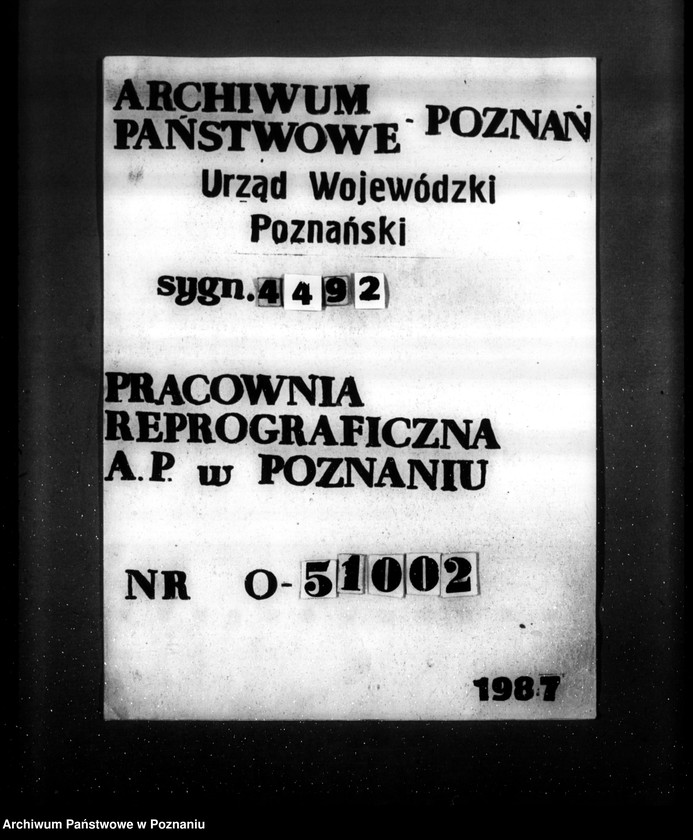 ARCHIWUM
PAŃSTWOWE - POZNAŃ
Urząd Wojewódzki
Poznański
sygn. 4492
PRACOWNIA
REPROGRAFICZNA
A.P. w POZNANIU
NR O-51002
1987
Archiwum Państwowe w Poznaniu